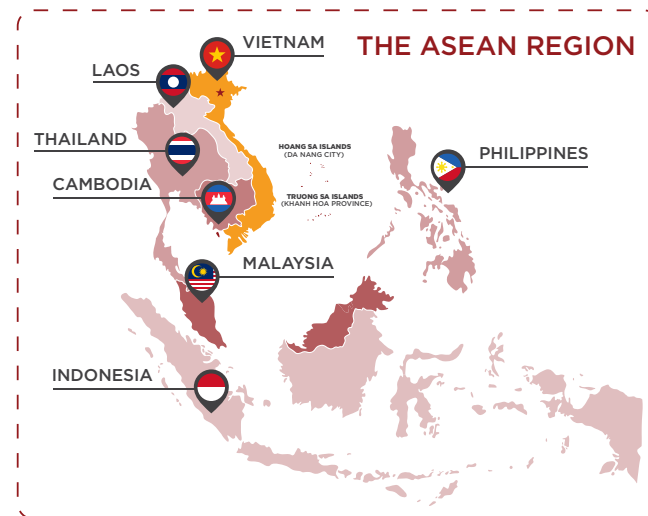 VIETNAM
THE ASEAN REGION
LAOS
THAILAND
HOANG SA ISLANDS
(DA NANG CITY)
PHILIPPINES
CAMBODIA
TRUONG SA ISLANDS
(KHANH HOA PROVINCE)
MALAYSIA
INDONESIA